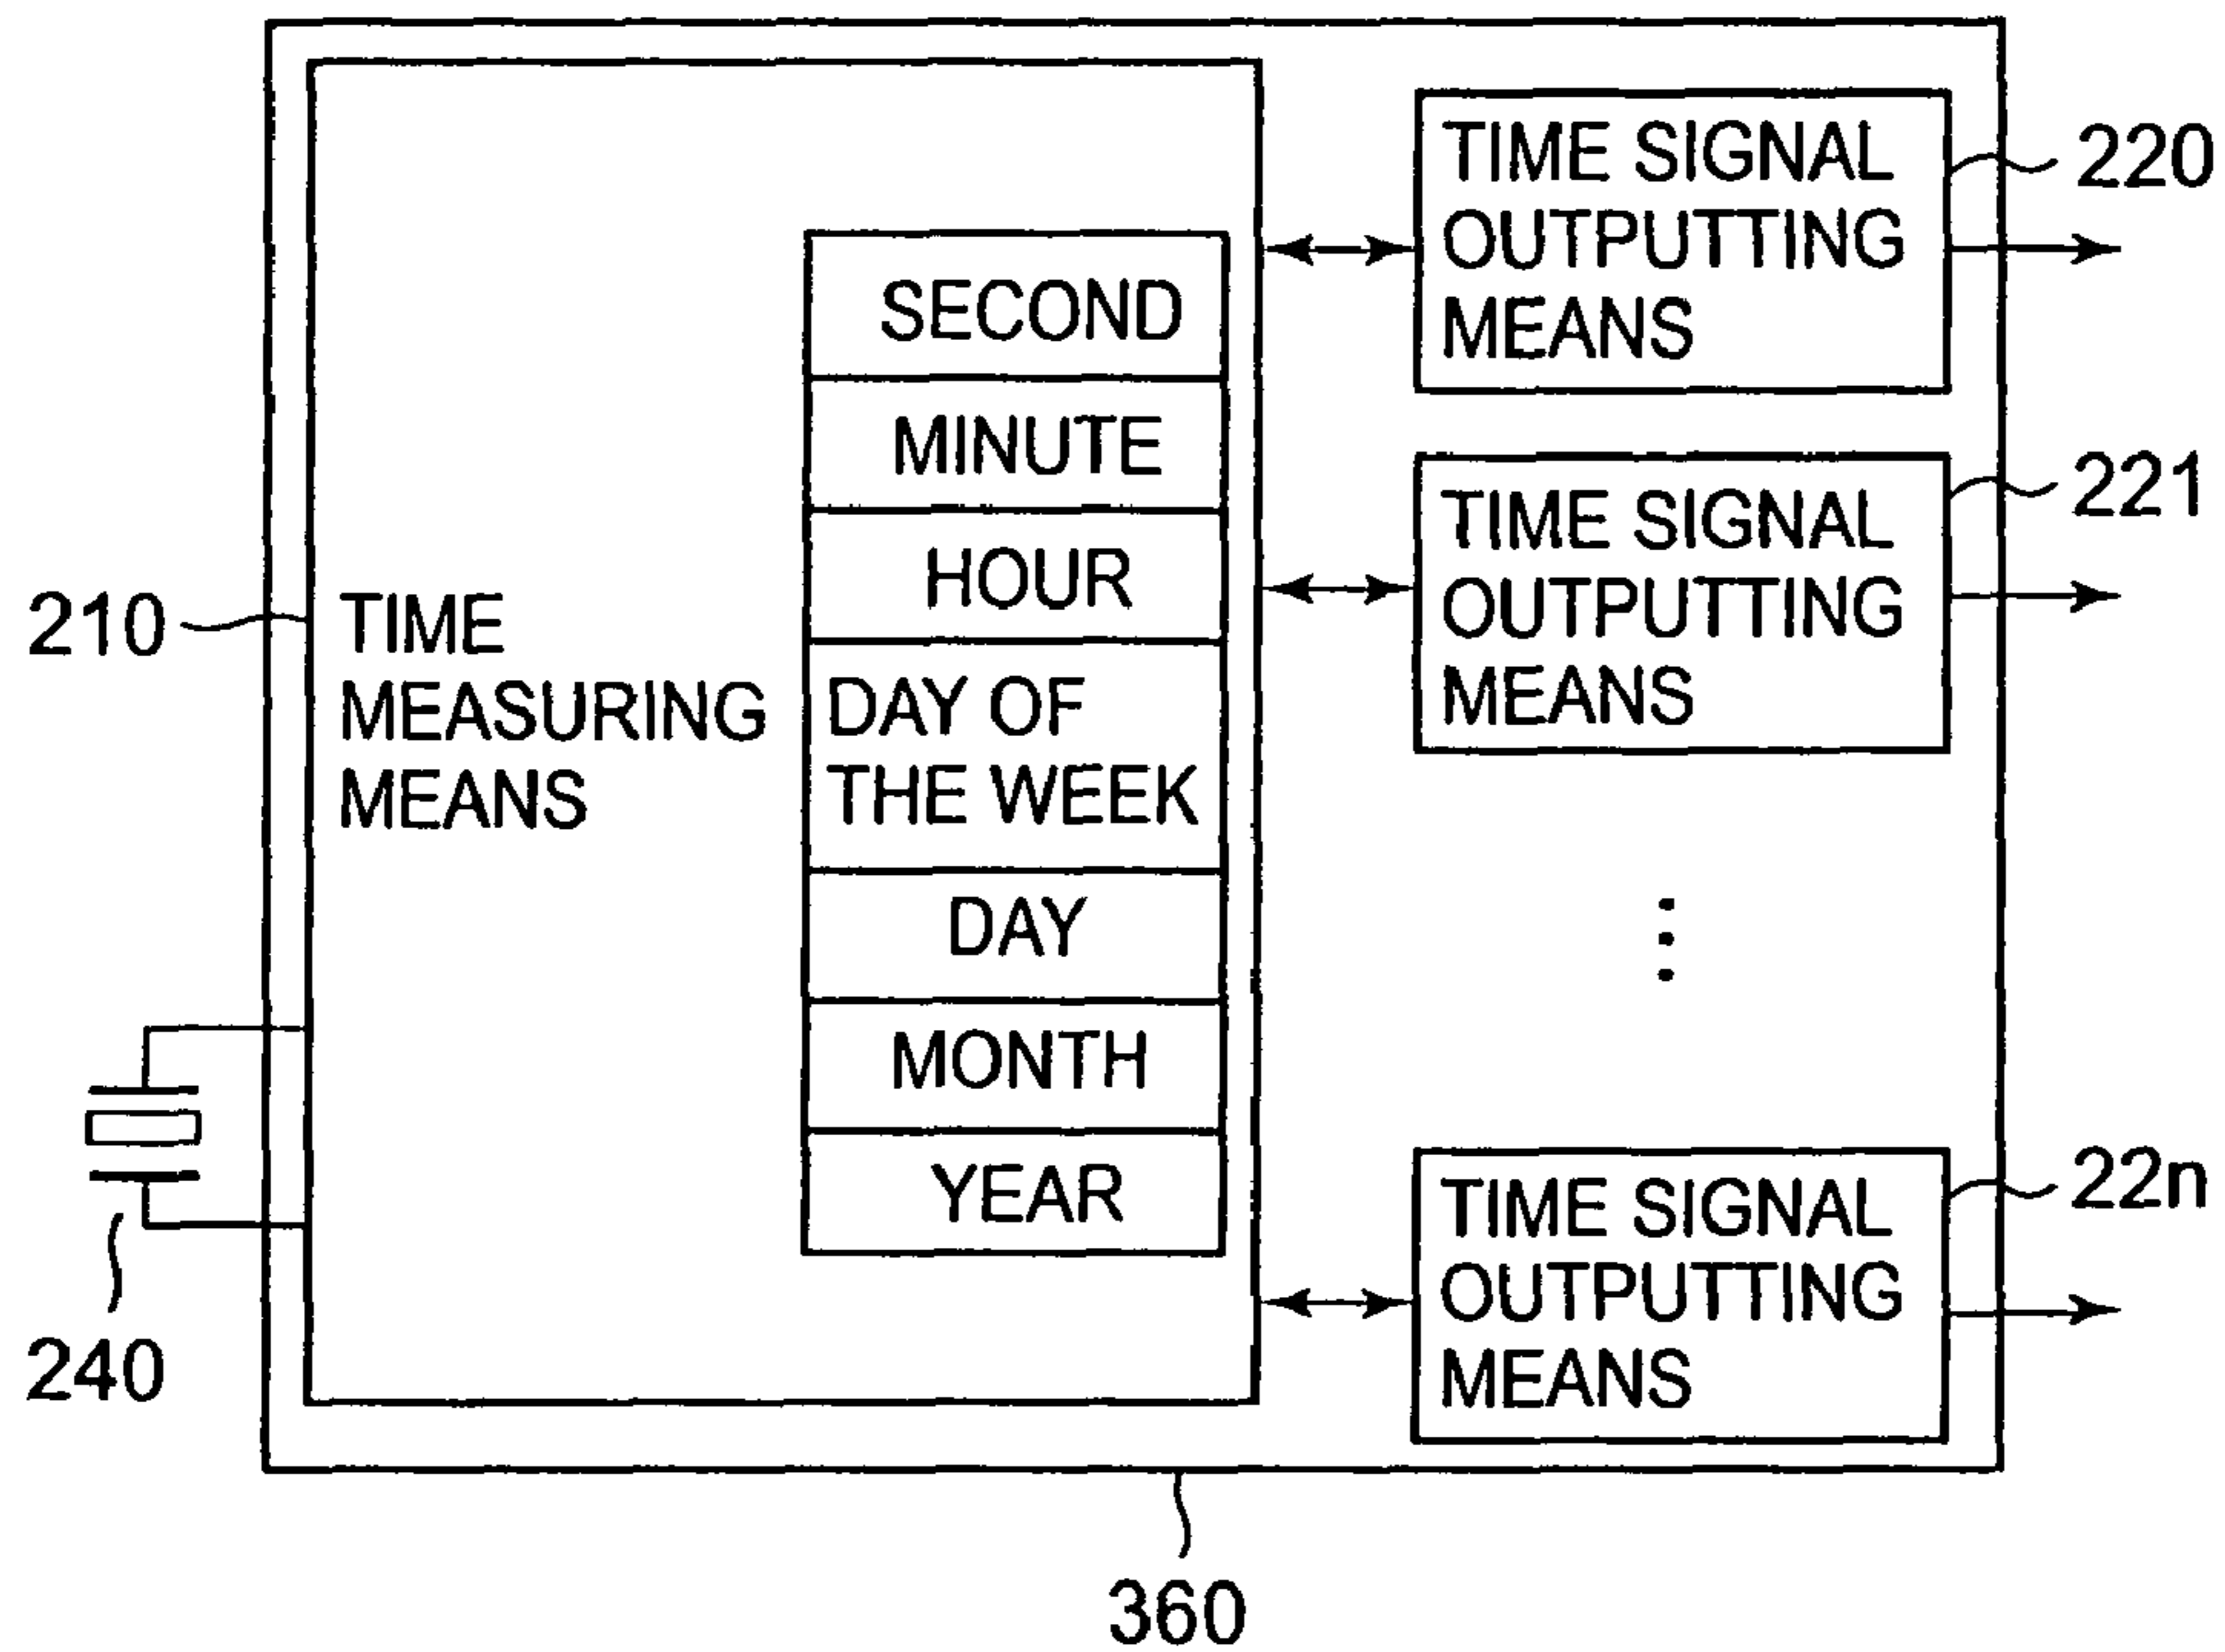 210
TIME
MEASURING
MEANS
SECOND
MINUTE
HOUR
DAY OF
THE WEEK
DAY
MONTH
YEAR
TIME SIGNAL
OUTPUTTING
MEANS
220
TIME SIGNAL
OUTPUTTING
MEANS
221
TIME SIGNAL
OUTPUTTING
MEANS
22n
240
360